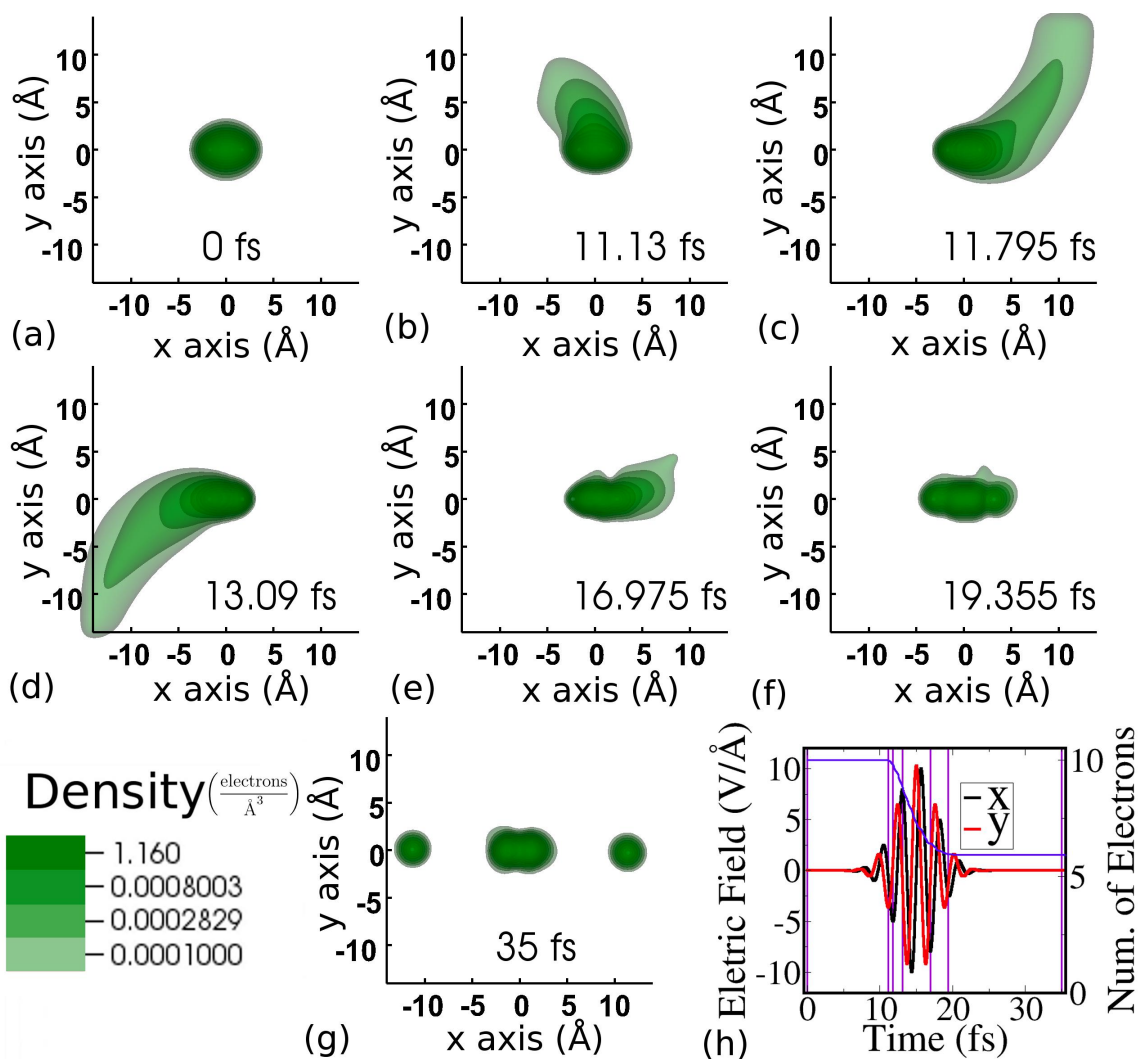 10
5
0
-5
-10
y axis (Å)
0 fs
-10 -5 0 5 10
x axis (Å)
(a)
10
5
0
-5
-10
y axis (Å)
11.13 fs
-10 -5 0 5 10
x axis (Å)
(b)
10
5
0
-5
-10
y axis (Å)
11.795 fs
-10 -5 0 5 10
x axis (Å)
(c)
10
5
0
-5
-10
y axis (Å)
13.09 fs
-10 -5 0 5 10
x axis (Å)
(d)
10
5
0
-5
-10
y axis (Å)
16.975 fs
-10 -5 0 5 10
x axis (Å)
(e)
10
5
0
-5
-10
y axis (Å)
19.355 fs
-10 -5 0 5 10
x axis (Å)
(f)
Density (electrons/Å^3)
1.160
0.0008003
0.0002829
0.0001000
10
5
0
-5
-10
y axis (Å)
35 fs
-10 -5 0 5 10
x axis (Å)
(g)
Eletric Field (V/Å)
10
5
0
-5
-10
x
y
10
5
0
Num. of Electrons
0 10 20 30
Time (fs)
(h)